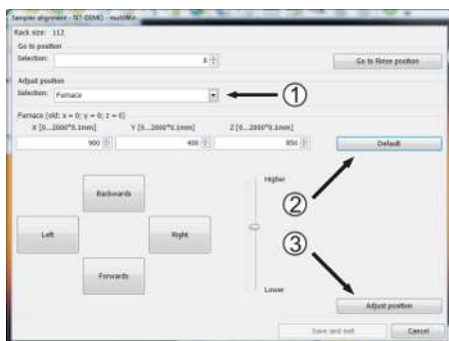 Sampler alignment - NT-DEMO - multiWin
Rack size: 112
Go to position
Selection: 0 Go to Rinse position
Adjust position
Selection: Furnace
1
Furnace (old: x = 0; y = 0; z = 0)
X [0...2000*0.1mm] Y [0...2000*0.1mm] Z [0...2000*0.1mm]
900 400 850 Default
Backwards Higher
2
Left Right
3
Forwards Lower
Adjust position
Save and exit Cancel